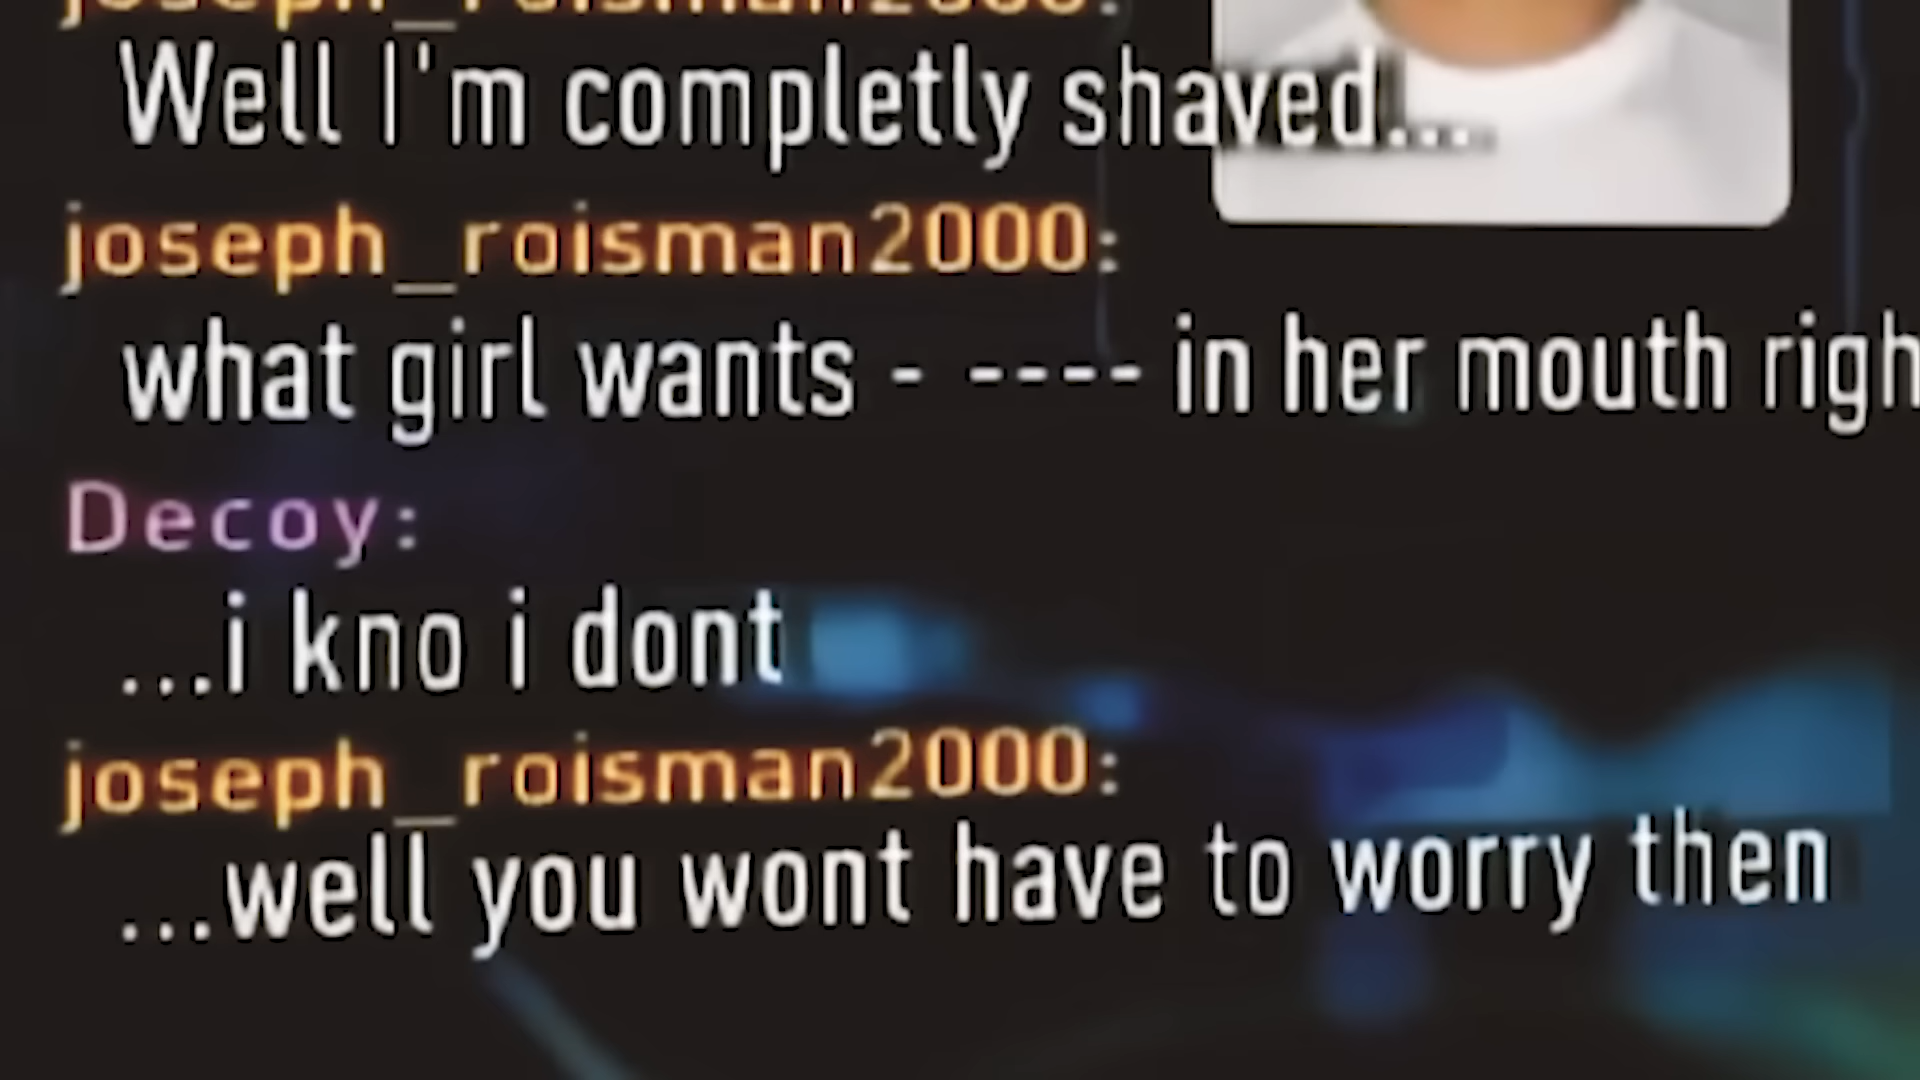 joseph_roisman2000:
Well I'm completly shaved...
joseph_roisman2000:
what girl wants - ---- in her mouth righ
Decoy:
...i kno i dont
joseph_roisman2000:
...well you wont have to worry then